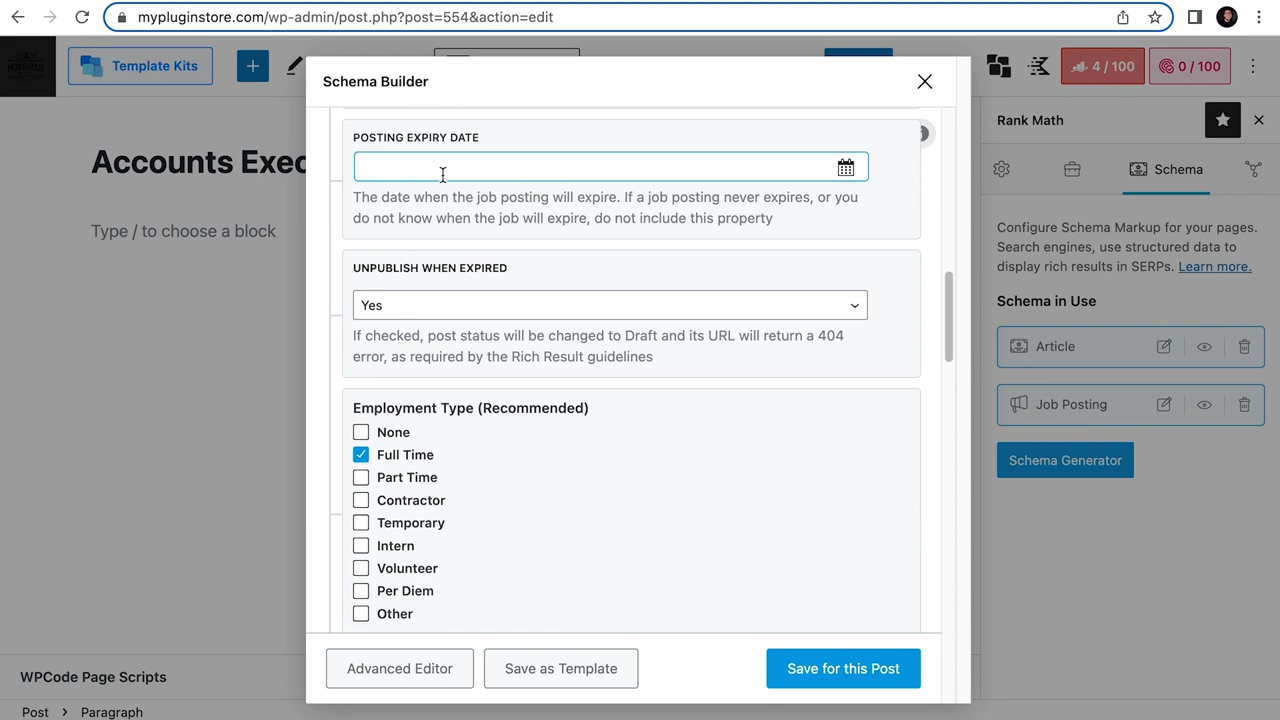 mypluginstore.com/wp-admin/post.php?post=554&action=edit
Template Kits
4 / 100
0 / 100
Schema Builder
Rank Math
POSTING EXPIRY DATE
Accounts Exec
The date when the job posting will expire. If a job posting never expires, or you
do not know when the job will expire, do not include this property
Schema
Type / to choose a block
Configure Schema Markup for your pages.
Search engines, use structured data to
display rich results in SERPs. Learn more.
UNPUBLISH WHEN EXPIRED
Yes
Schema in Use
If checked, post status will be changed to Draft and its URL will return a 404
error, as required by the Rich Result guidelines
Article
Job Posting
Employment Type (Recommended)
None
Full Time
Part Time
Contractor
Temporary
Intern
Volunteer
Per Diem
Other
Schema Generator
Advanced Editor
Save as Template
Save for this Post
WPCode Page Scripts
Post > Paragraph